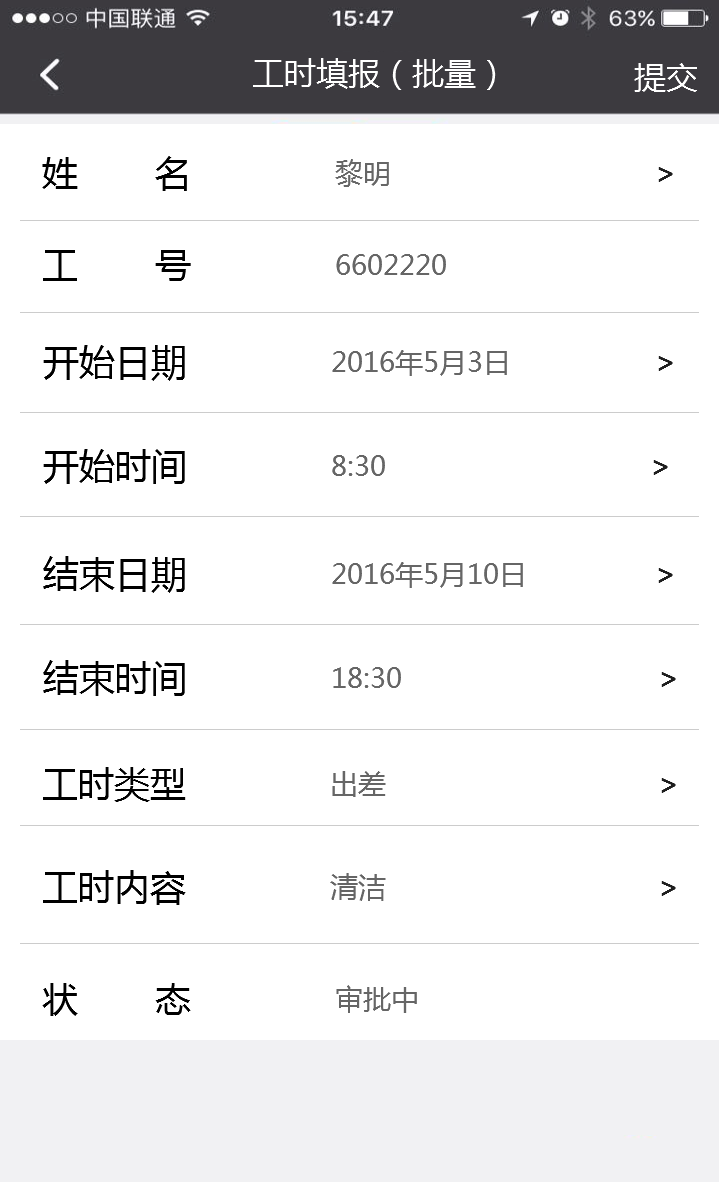 中国联通 15:47 63%
工时填报（批量） 提交
姓 名 黎明 >
工 号 6602220
开始日期 2016年5月3日 >
开始时间 8:30 >
结束日期 2016年5月10日 >
结束时间 18:30 >
工时类型 出差 >
工时内容 清洁 >
状 态 审批中